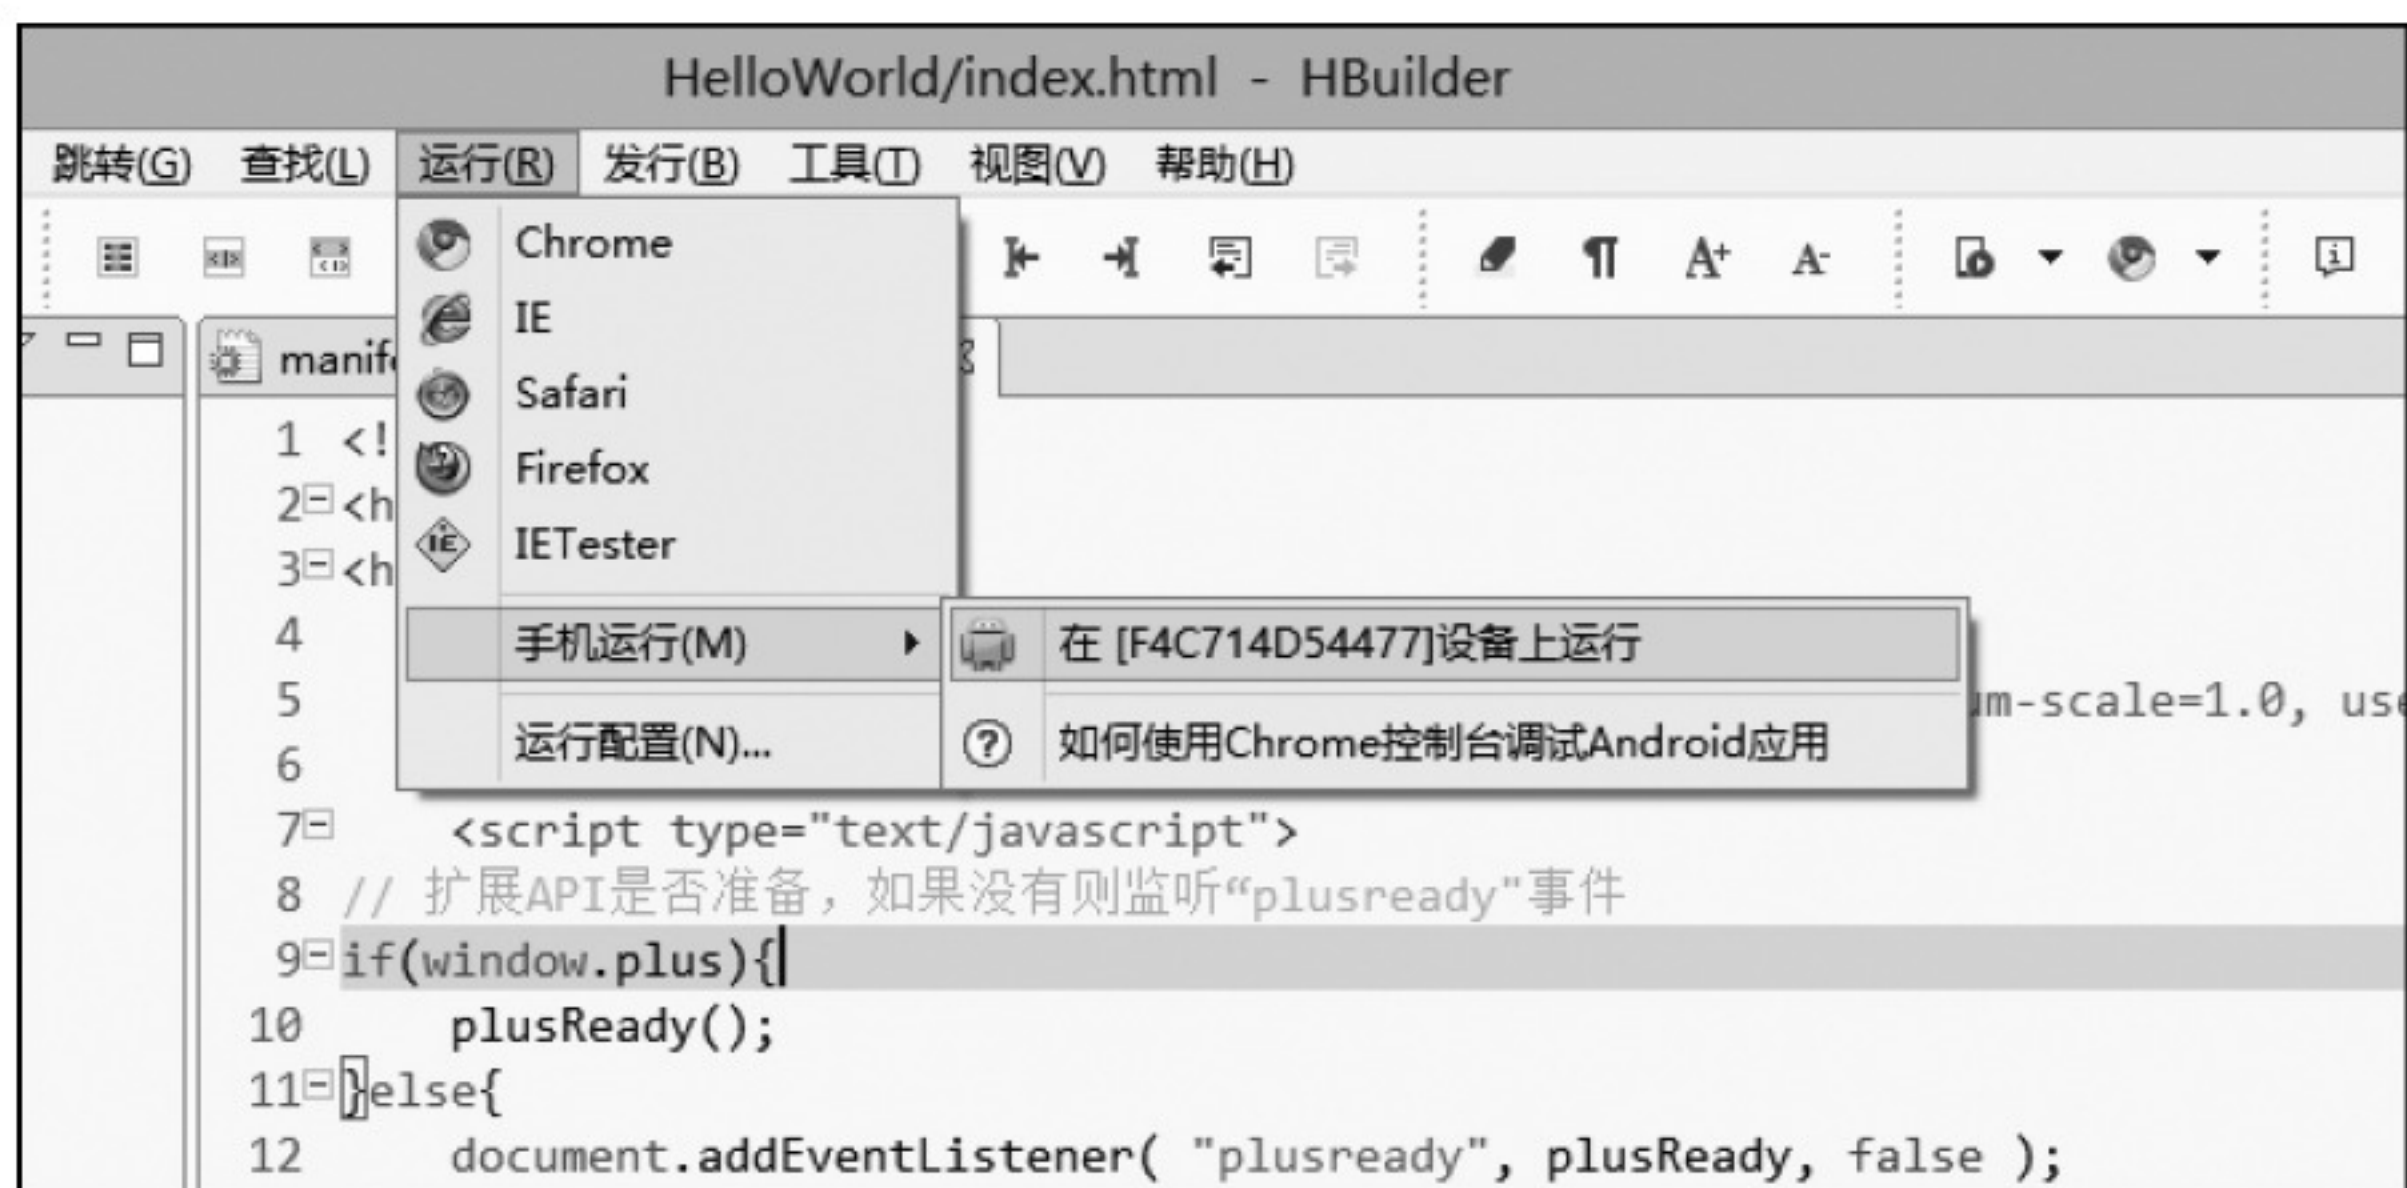 HelloWorld/index.html - HBuilder
跳转(G) 查找(L) 运行(R) 发行(B) 工具(T) 视图(V) 帮助(H)
Chrome
IE
Safari
Firefox
IETester
手机运行(M)
运行配置(N)...
在 [F4C714D54477]设备上运行
如何使用Chrome控制台调试Android应用
manif
1 <!
2 <h
3 <h
4
5 m-scale=1.0, use
6
7 <script type="text/javascript">
8 // 扩展API是否准备，如果没有则监听“plusready"事件
9 if(window.plus){
10 plusReady();
11 }else{
12 document.addEventListener( "plusready", plusReady, false );